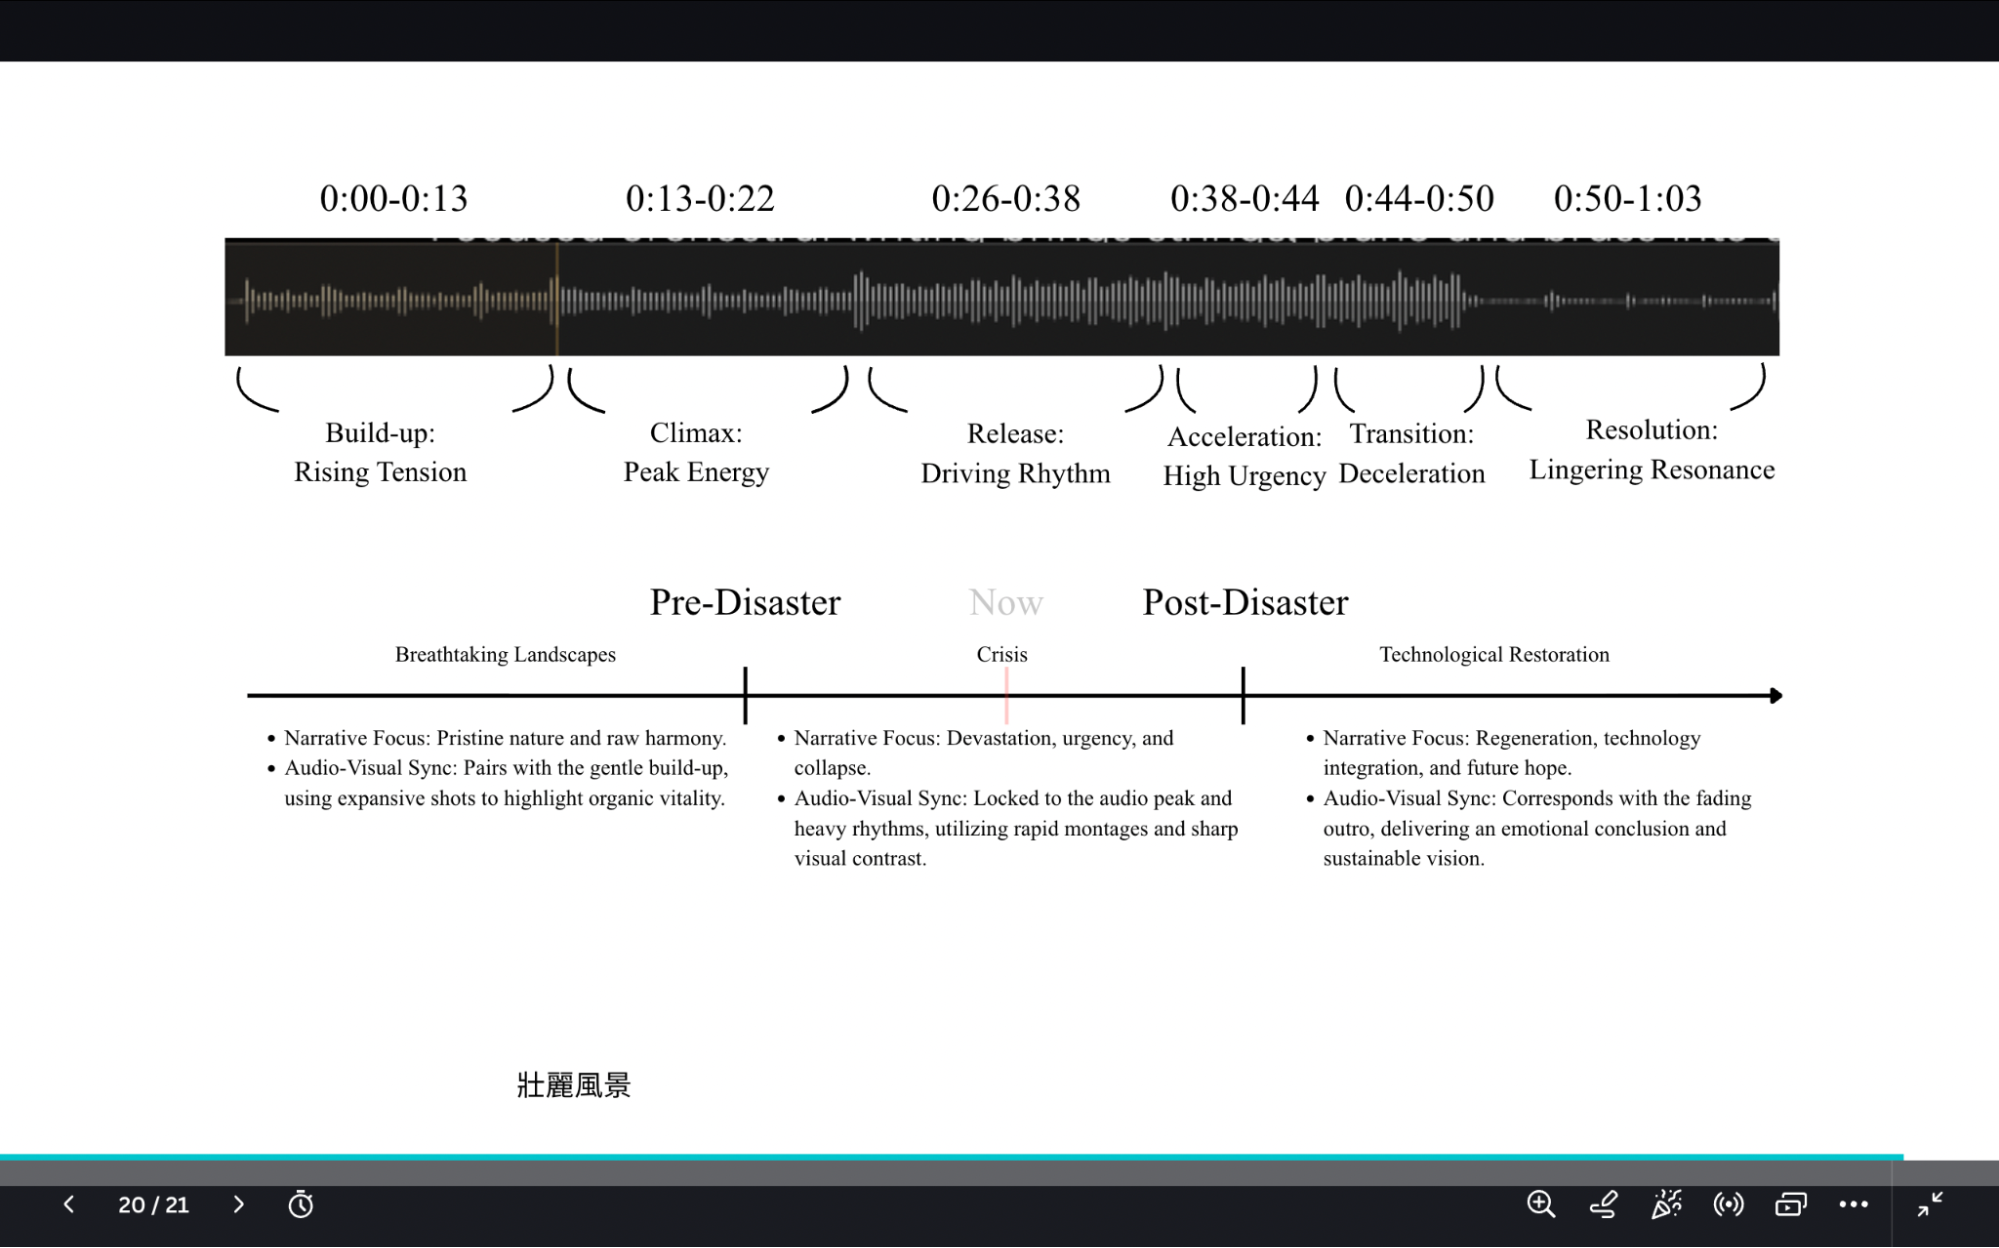 0:00-0:13 0:13-0:22 0:26-0:38 0:38-0:44 0:44-0:50 0:50-1:03
Build-up:
Rising Tension
Climax:
Peak Energy
Release:
Driving Rhythm
Acceleration:
High Urgency
Transition:
Deceleration
Resolution:
Lingering Resonance
Pre-Disaster Now Post-Disaster
Breathtaking Landscapes Crisis Technological Restoration
• Narrative Focus: Pristine nature and raw harmony.
• Audio-Visual Sync: Pairs with the gentle build-up,
using expansive shots to highlight organic vitality.
• Narrative Focus: Devastation, urgency, and
collapse.
• Audio-Visual Sync: Locked to the audio peak and
heavy rhythms, utilizing rapid montages and sharp
visual contrast.
• Narrative Focus: Regeneration, technology
integration, and future hope.
• Audio-Visual Sync: Corresponds with the fading
outro, delivering an emotional conclusion and
sustainable vision.
壯麗風景
20 / 21